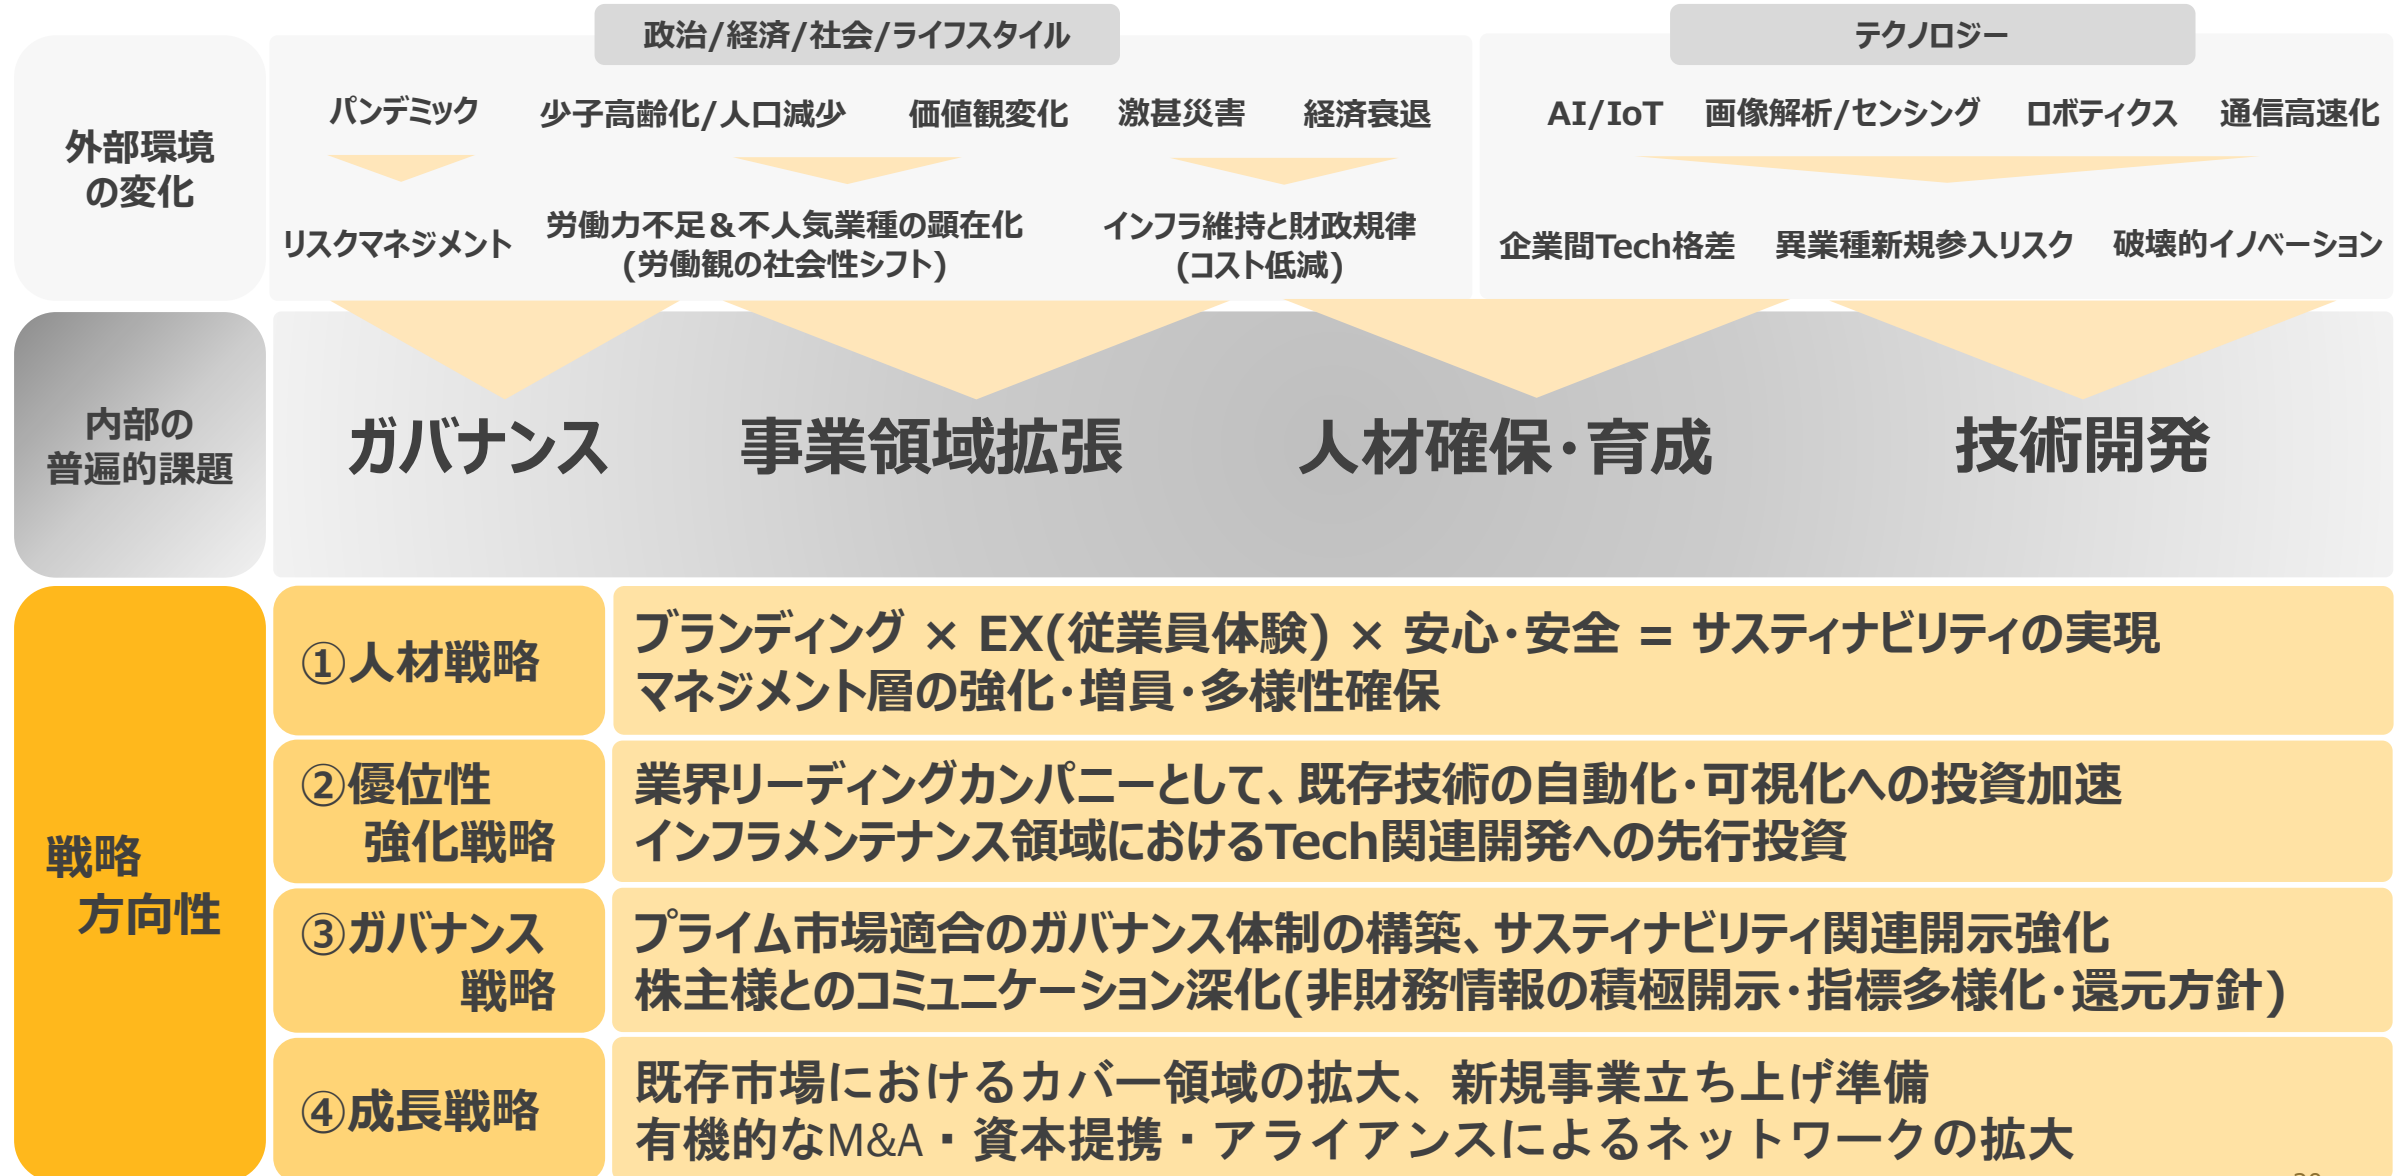 政治/経済/社会/ライフスタイル
テクノロジー
外部環境
の変化
パンデミック 少子高齢化/人口減少 価値観変化 激甚災害 経済衰退
AI/IoT 画像解析/センシング ロボティクス 通信高速化
リスクマネジメント
労働力不足&不人気業種の顕在化
(労働観の社会性シフト)
インフラ維持と財政規律
(コスト低減)
企業間Tech格差 異業種新規参入リスク 破壊的イノベーション
内部の
普遍的課題
ガバナンス 事業領域拡張 人材確保・育成 技術開発
戦略
方向性
①人材戦略
ブランディング × EX(従業員体験) × 安心・安全 = サスティナビリティの実現
マネジメント層の強化・増員・多様性確保
②優位性
強化戦略
業界リーディングカンパニーとして、既存技術の自動化・可視化への投資加速
インフラメンテナンス領域におけるTech関連開発への先行投資
③ガバナンス
戦略
プライム市場適合のガバナンス体制の構築、サスティナビリティ関連開示強化
株主様とのコミュニケーション深化(非財務情報の積極開示・指標多様化・還元方針)
④成長戦略
既存市場におけるカバー領域の拡大、新規事業立ち上げ準備
有機的なM&A・資本提携・アライアンスによるネットワークの拡大